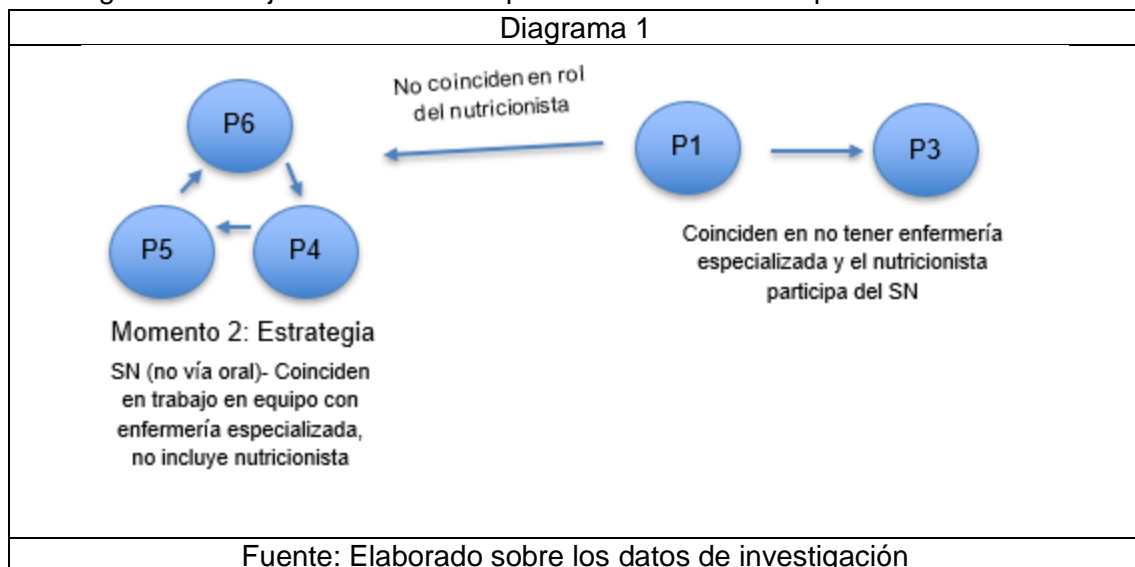 Diagrama 1
No coinciden en rol
del nutricionista
P6
P1
P3
P5
P4
Coinciden en no tener enfermería
especializada y el nutricionista
participa del SN
Momento 2: Estrategia
SN (no vía oral)- Coinciden
en trabajo en equipo con
enfermería especializada,
no incluye nutricionista
Fuente: Elaborado sobre los datos de investigación